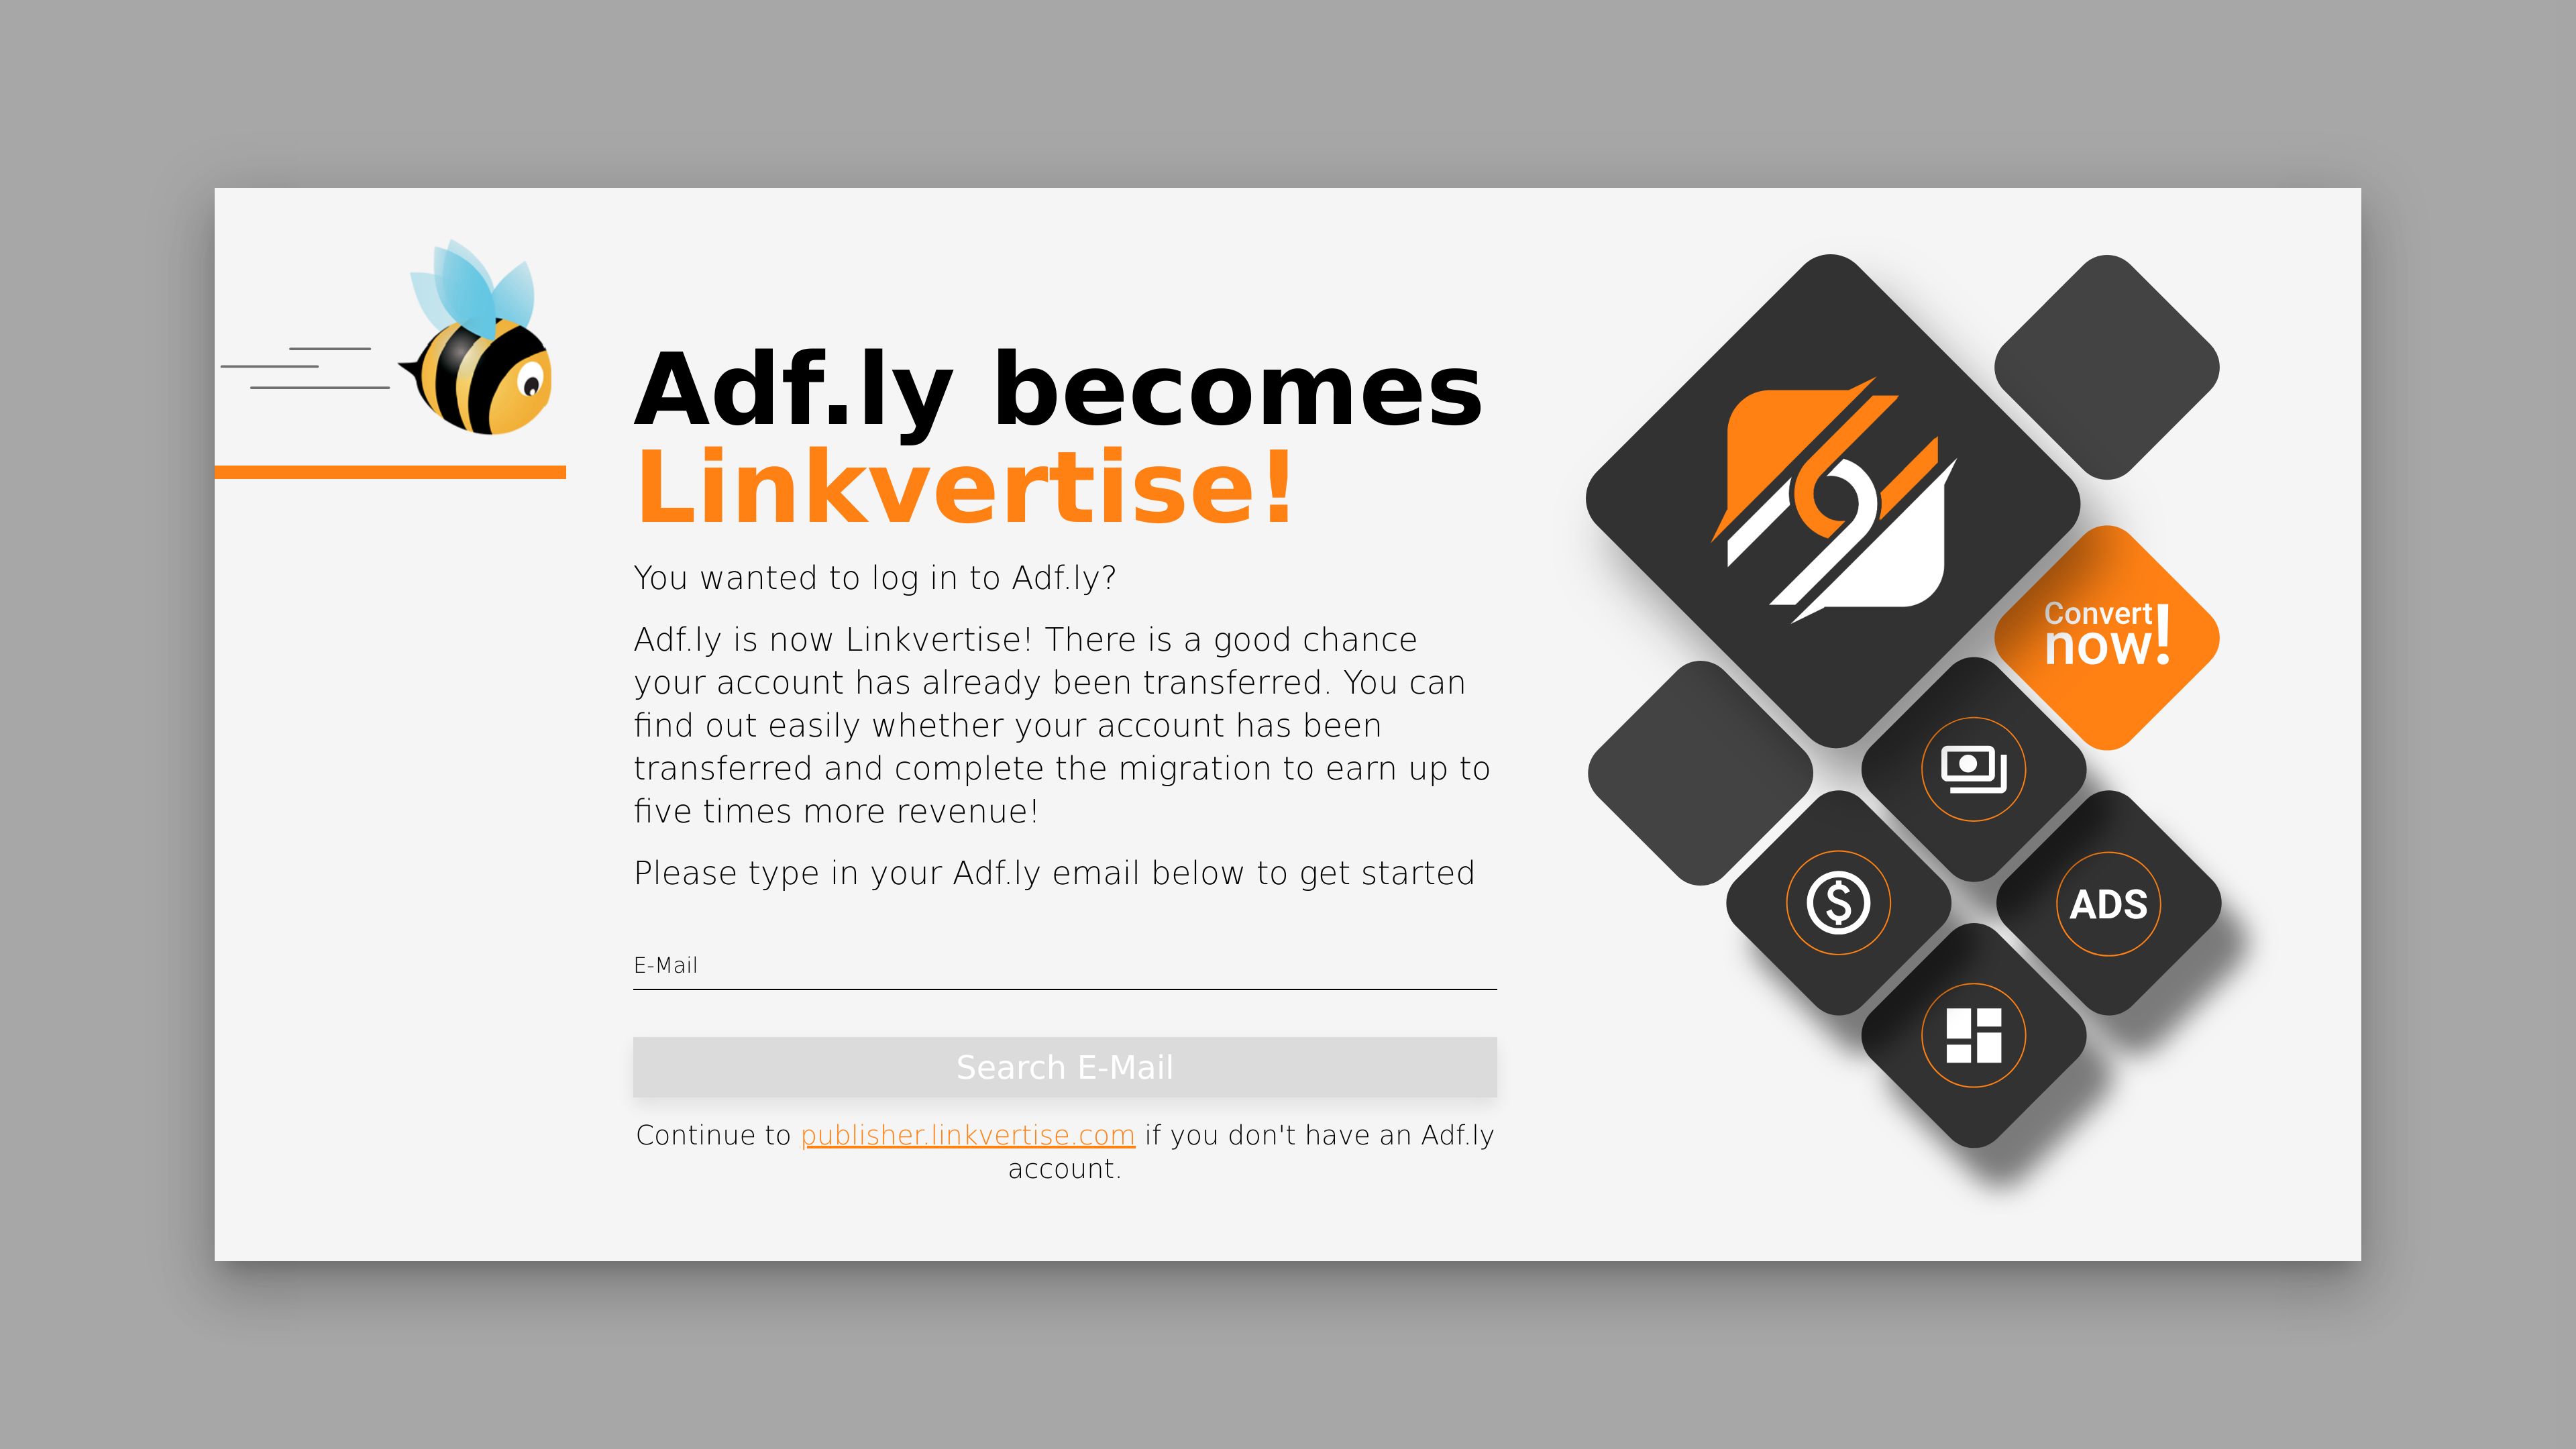 Adf.ly becomes
Linkvertise!
You wanted to log in to Adf.ly?
Adf.ly is now Linkvertise! There is a good chance
your account has already been transferred. You can
find out easily whether your account has been
transferred and complete the migration to earn up to
five times more revenue!
Please type in your Adf.ly email below to get started
E-Mail
Search E-Mail
Continue to publisher.linkvertise.com if you don't have an Adf.ly
account.
Convert
now!
ADS